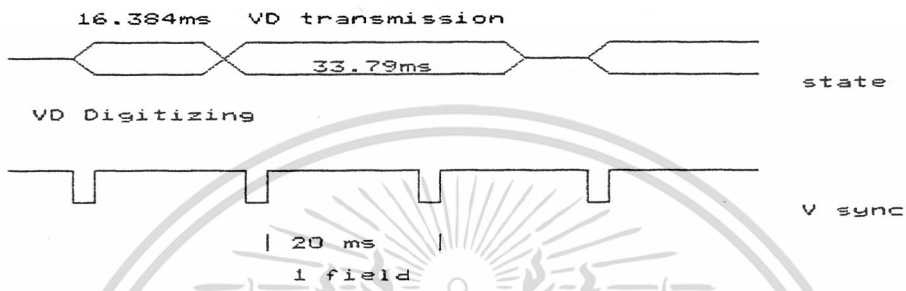 16.384ms VD transmission
33.79ms
state
VD Digitizing
V sync
| 20 ms |
1 field